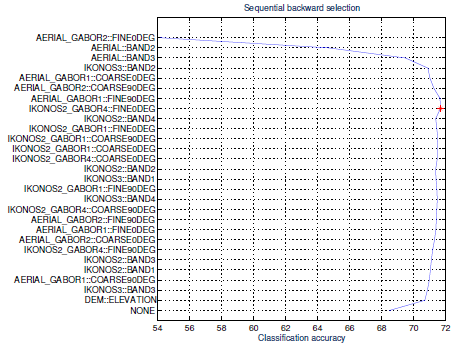 Sequential backward selection
AERIAL_GABOR2::FINE0DEG
AERIAL::BAND2
AERIAL::BAND3
IKONOS3::BAND2
AERIAL_GABOR1::COARSE0DEG
AERIAL_GABOR2::COARSE90DEG
AERIAL_GABOR1::FINE90DEG
IKONOS2_GABOR4::FINE0DEG
IKONOS2::BAND4
IKONOS2_GABOR1::FINE0DEG
IKONOS2_GABOR1::COARSE90DEG
IKONOS2_GABOR1::COARSE0DEG
IKONOS2_GABOR4::COARSE0DEG
IKONOS2::BAND2
IKONOS3::BAND1
IKONOS2_GABOR1::FINE90DEG
IKONOS3::BAND4
IKONOS2_GABOR4::COARSE90DEG
AERIAL_GABOR2::FINE90DEG
AERIAL_GABOR1::FINE0DEG
AERIAL_GABOR2::COARSE0DEG
IKONOS2_GABOR4::FINE90DEG
IKONOS2::BAND3
IKONOS2::BAND1
AERIAL_GABOR1::COARSE90DEG
IKONOS3::BAND3
DEM::ELEVATION
NONE
54 56 58 60 62 64 66 68 70 72
Classification accuracy